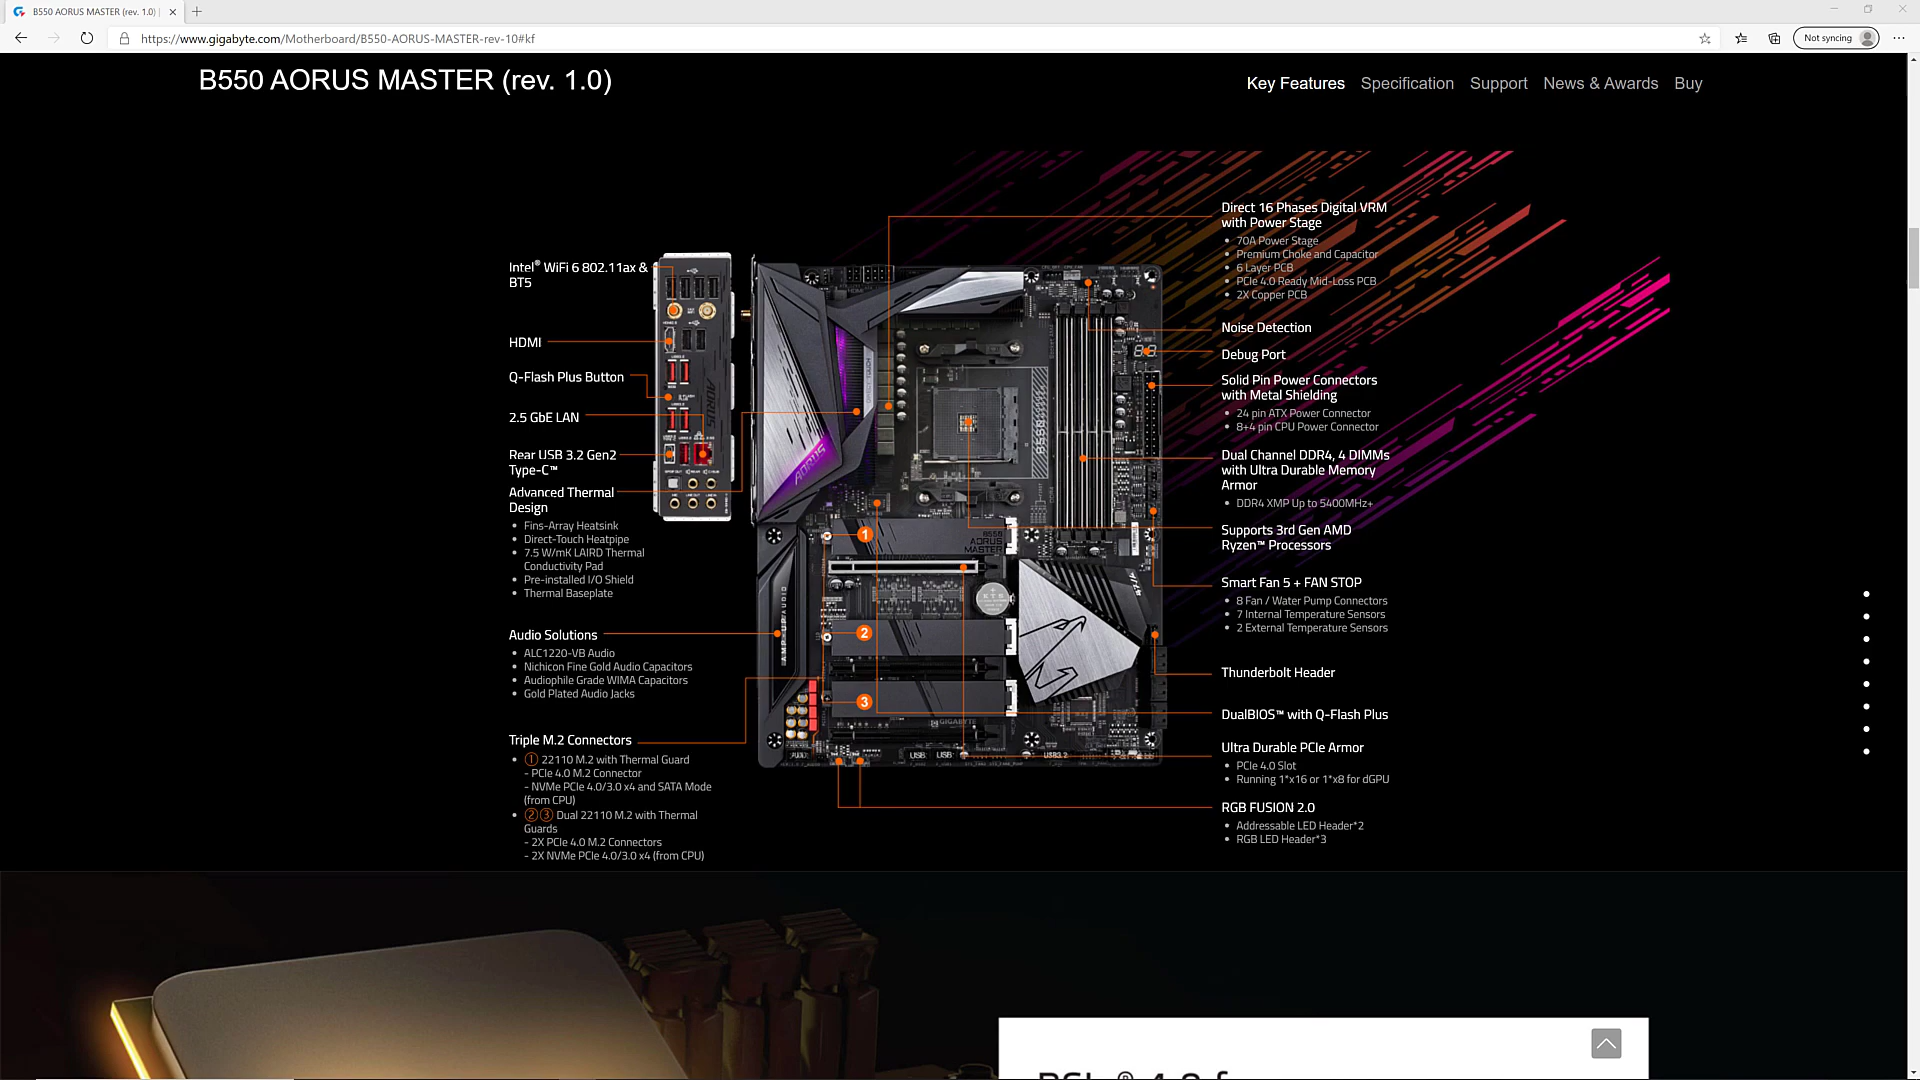 B550 AORUS MASTER (rev. 1.0) |
https://www.gigabyte.com/Motherboard/B550-AORUS-MASTER-rev-10#kf
Not syncing
B550 AORUS MASTER (rev. 1.0)
Key Features
Specification
Support
News & Awards
Buy
Intel® WiFi 6 802.11ax &
BT5
HDMI
Q-Flash Plus Button
2.5 GbE LAN
Rear USB 3.2 Gen2
Type-C™
Advanced Thermal
Design
• Fins-Array Heatsink
• Direct-Touch Heatpipe
• 7.5 W/mK LAIRD Thermal
Conductivity Pad
• Pre-installed I/O Shield
• Thermal Baseplate
Audio Solutions
• ALC1220-VB Audio
• Nichicon Fine Gold Audio Capacitors
• Audiophile Grade WIMA Capacitors
• Gold Plated Audio Jacks
Triple M.2 Connectors
• ① 22110 M.2 with Thermal Guard
- PCIe 4.0 M.2 Connector
- NVMe PCIe 4.0/3.0 x4 and SATA Mode
(from CPU)
• ②③ Dual 22110 M.2 with Thermal
Guards
- 2X PCIe 4.0 M.2 Connectors
- 2X NVMe PCIe 4.0/3.0 x4 (from CPU)
AORUS
AORUS
B550
AORUS
MASTER
1
2
3
AMP-UP AUDIO
GIGABYTE
USB
USB
Direct 16 Phases Digital VRM
with Power Stage
• 70A Power Stage
• Premium Choke and Capacitor
• 6 Layer PCB
• PCIe 4.0 Ready Mid-Loss PCB
• 2X Copper PCB
Noise Detection
Debug Port
Solid Pin Power Connectors
with Metal Shielding
• 24 pin ATX Power Connector
• 8+4 pin CPU Power Connector
Dual Channel DDR4, 4 DIMMs
with Ultra Durable Memory
Armor
• DDR4 XMP Up to 5400MHz+
Supports 3rd Gen AMD
Ryzen™ Processors
Smart Fan 5 + FAN STOP
• 8 Fan / Water Pump Connectors
• 7 Internal Temperature Sensors
• 2 External Temperature Sensors
Thunderbolt Header
DualBIOS™ with Q-Flash Plus
Ultra Durable PCIe Armor
• PCIe 4.0 Slot
• Running 1*x16 or 1*x8 for dGPU
RGB FUSION 2.0
• Addressable LED Header*2
• RGB LED Header*3